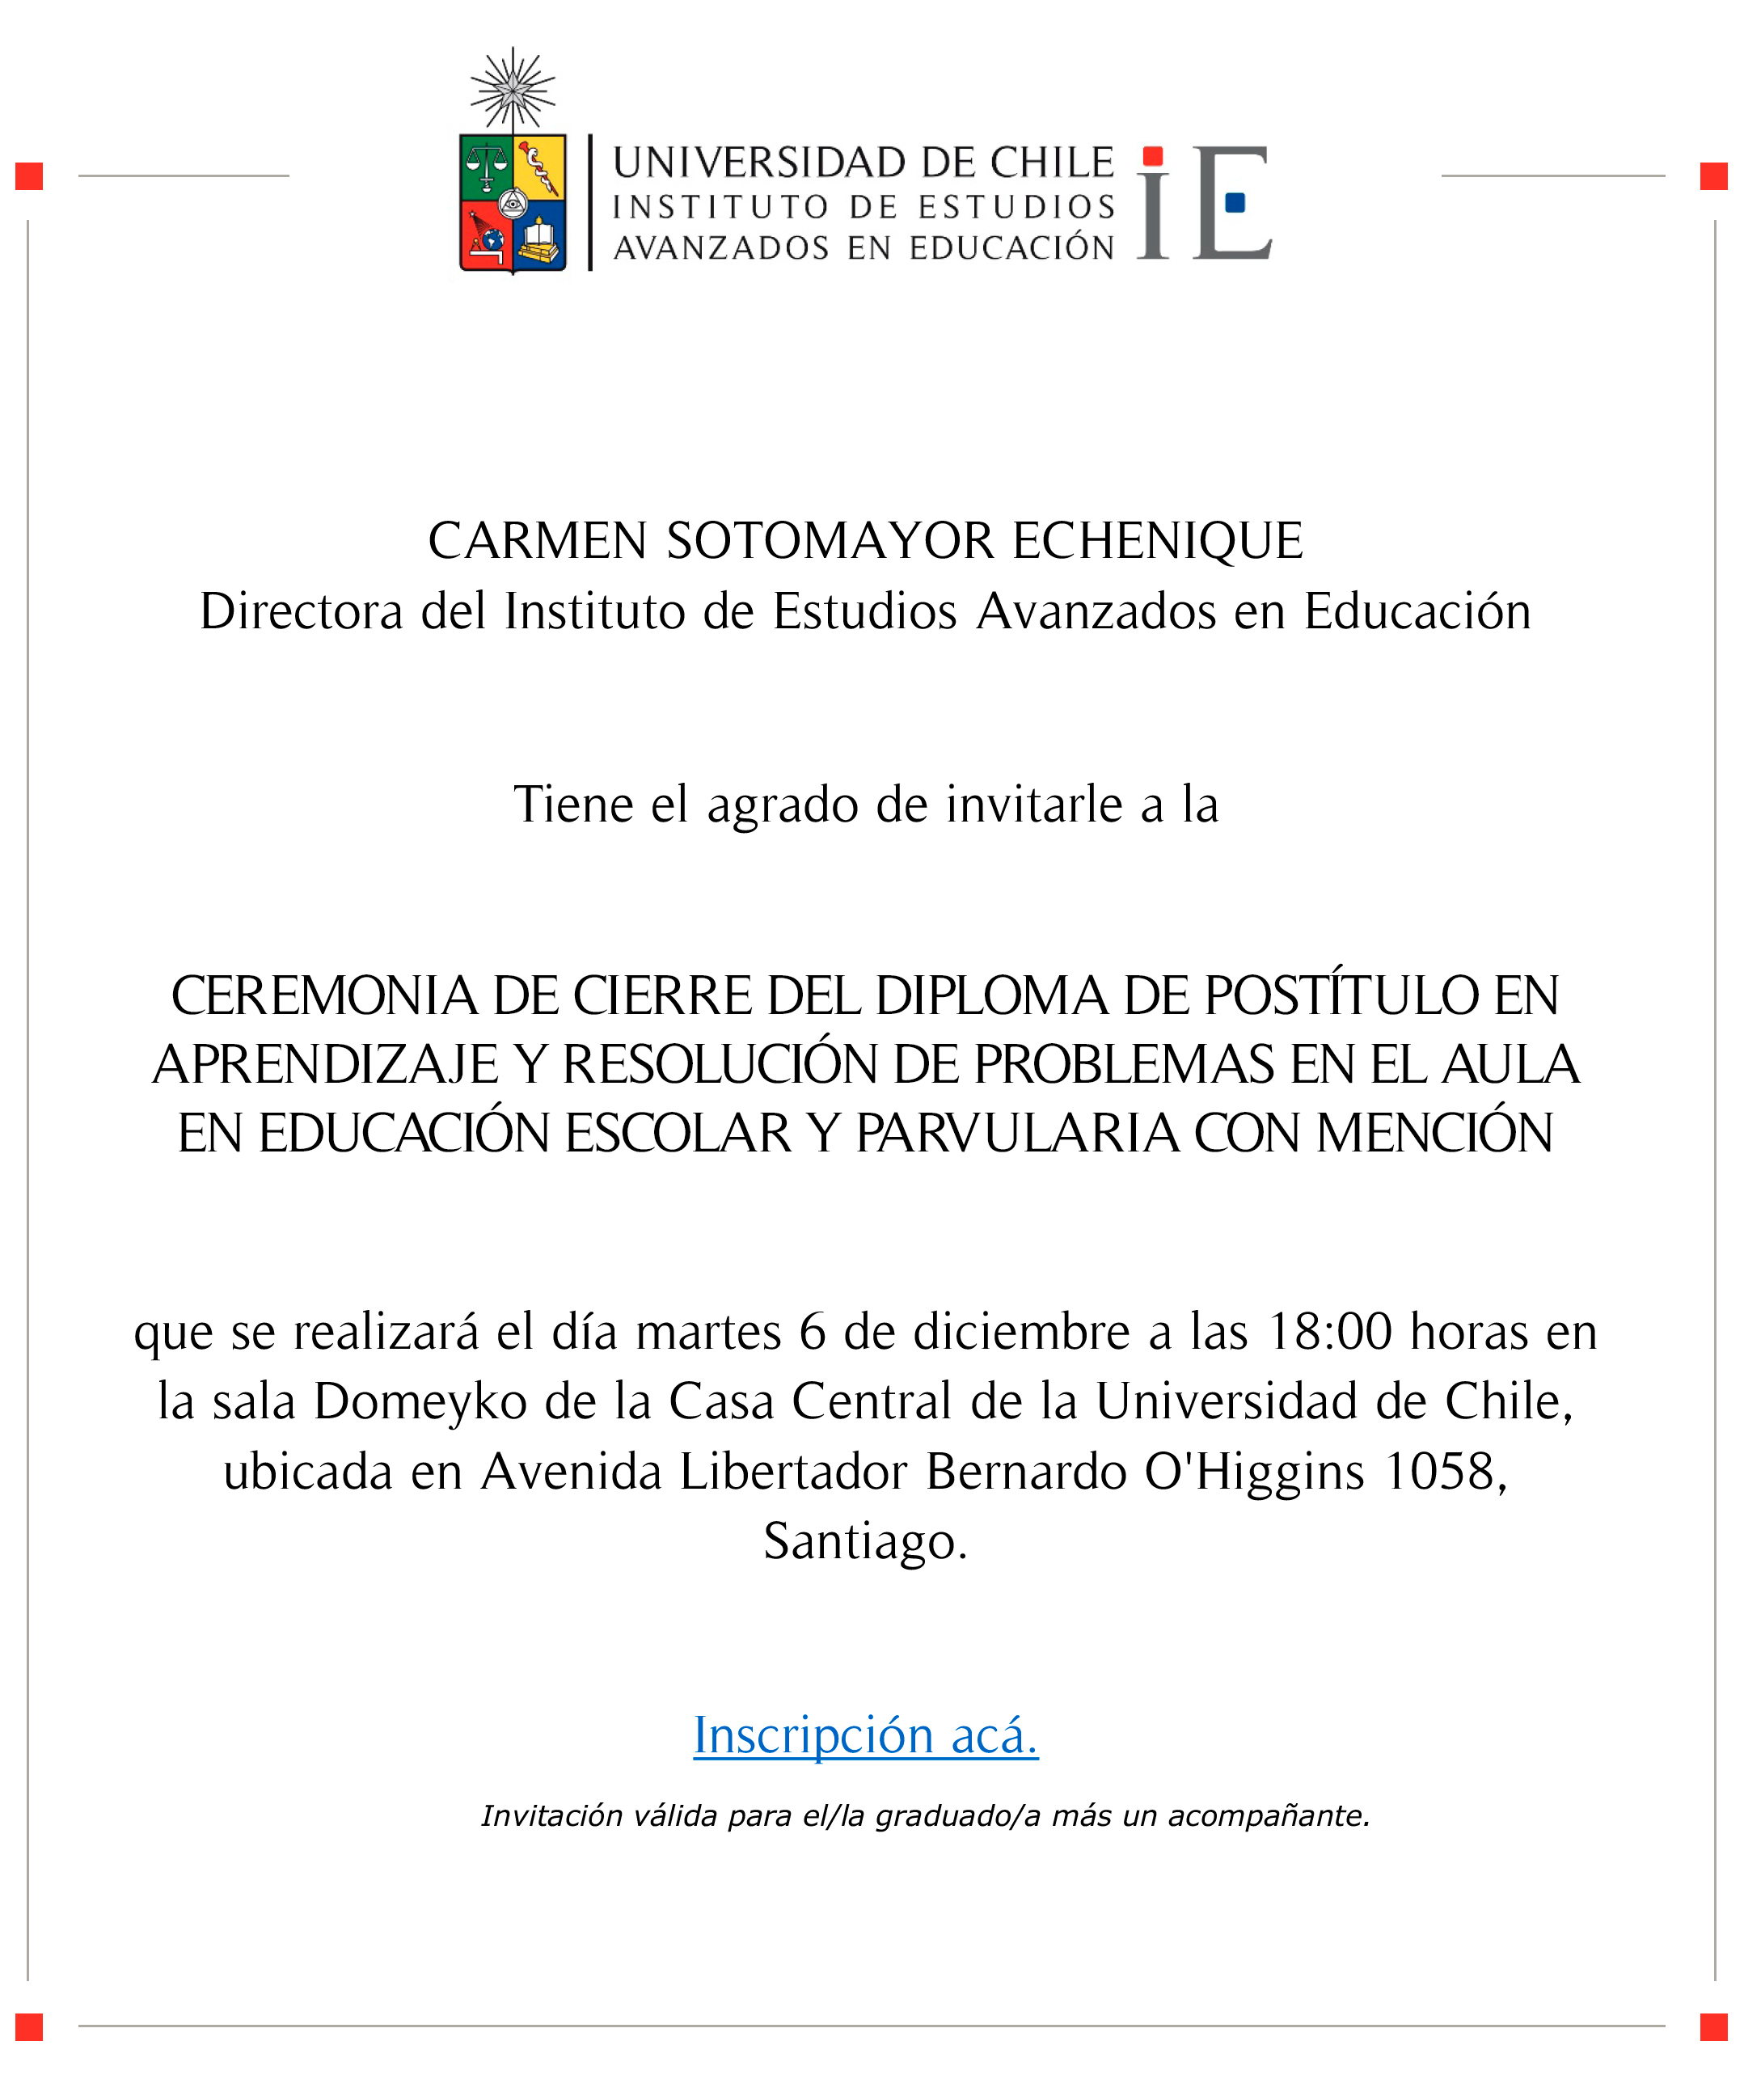 UNIVERSIDAD DE CHILE
INSTITUTO DE ESTUDIOS
AVANZADOS EN EDUCACIÓN
iE
CARMEN SOTOMAYOR ECHENIQUE
Directora del Instituto de Estudios Avanzados en Educación
Tiene el agrado de invitarle a la
CEREMONIA DE CIERRE DEL DIPLOMA DE POSTÍTULO EN
APRENDIZAJE Y RESOLUCIÓN DE PROBLEMAS EN EL AULA
EN EDUCACIÓN ESCOLAR Y PARVULARIA CON MENCIÓN
que se realizará el día martes 6 de diciembre a las 18:00 horas en
la sala Domeyko de la Casa Central de la Universidad de Chile,
ubicada en Avenida Libertador Bernardo O'Higgins 1058,
Santiago.
Inscripción acá.
Invitación válida para el/la graduado/a más un acompañante.